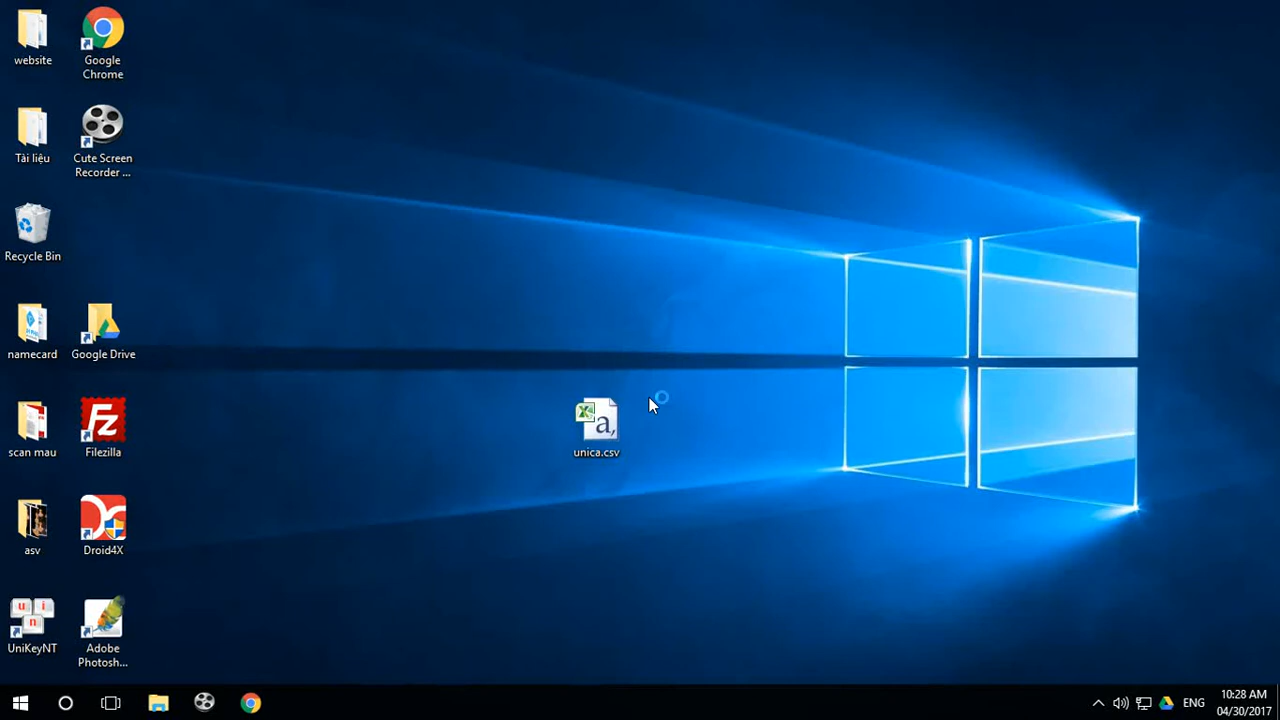 website
Google
Chrome
Tài liệu
Cute Screen
Recorder ...
Recycle Bin
namecard
Google Drive
scan mau
Filezilla
asv
Droid4X
UniKeyNT
Adobe
Photosh...
unica.csv
ENG
10:28 AM
04/30/2017